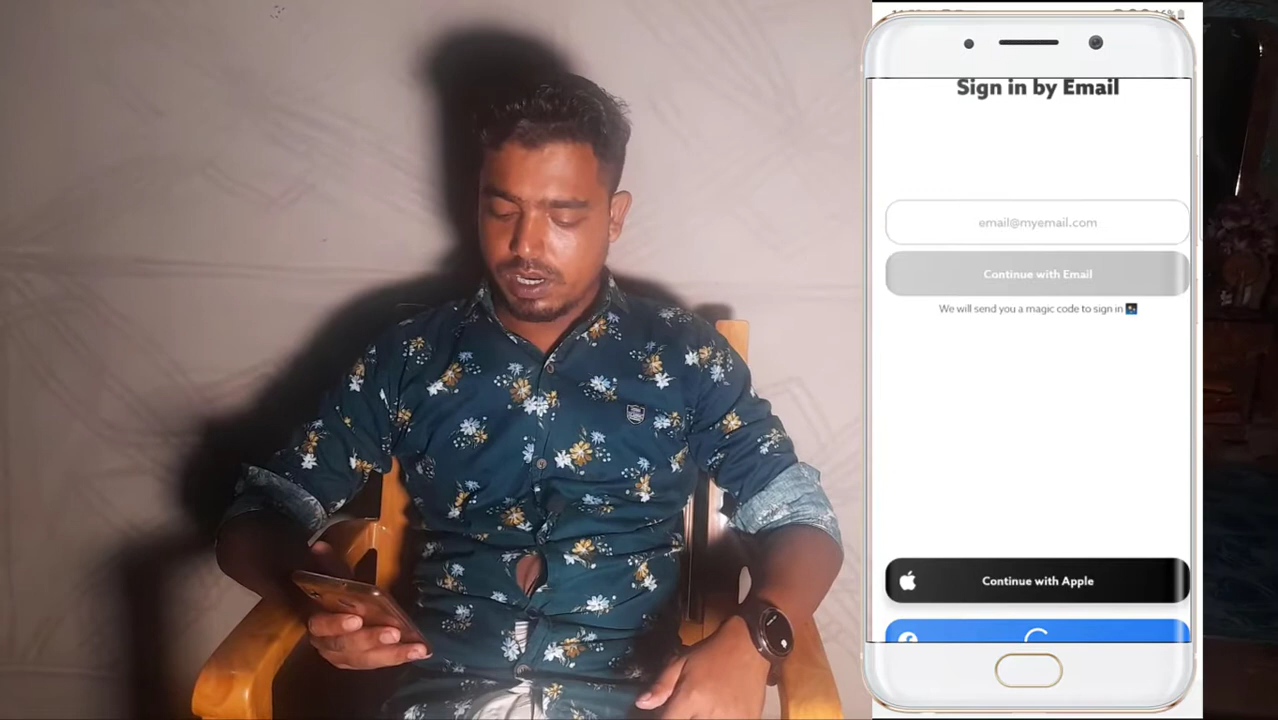 Sign in by Email
email@myemail.com
Continue with Email
We will send you a magic code to sign in
Continue with Apple